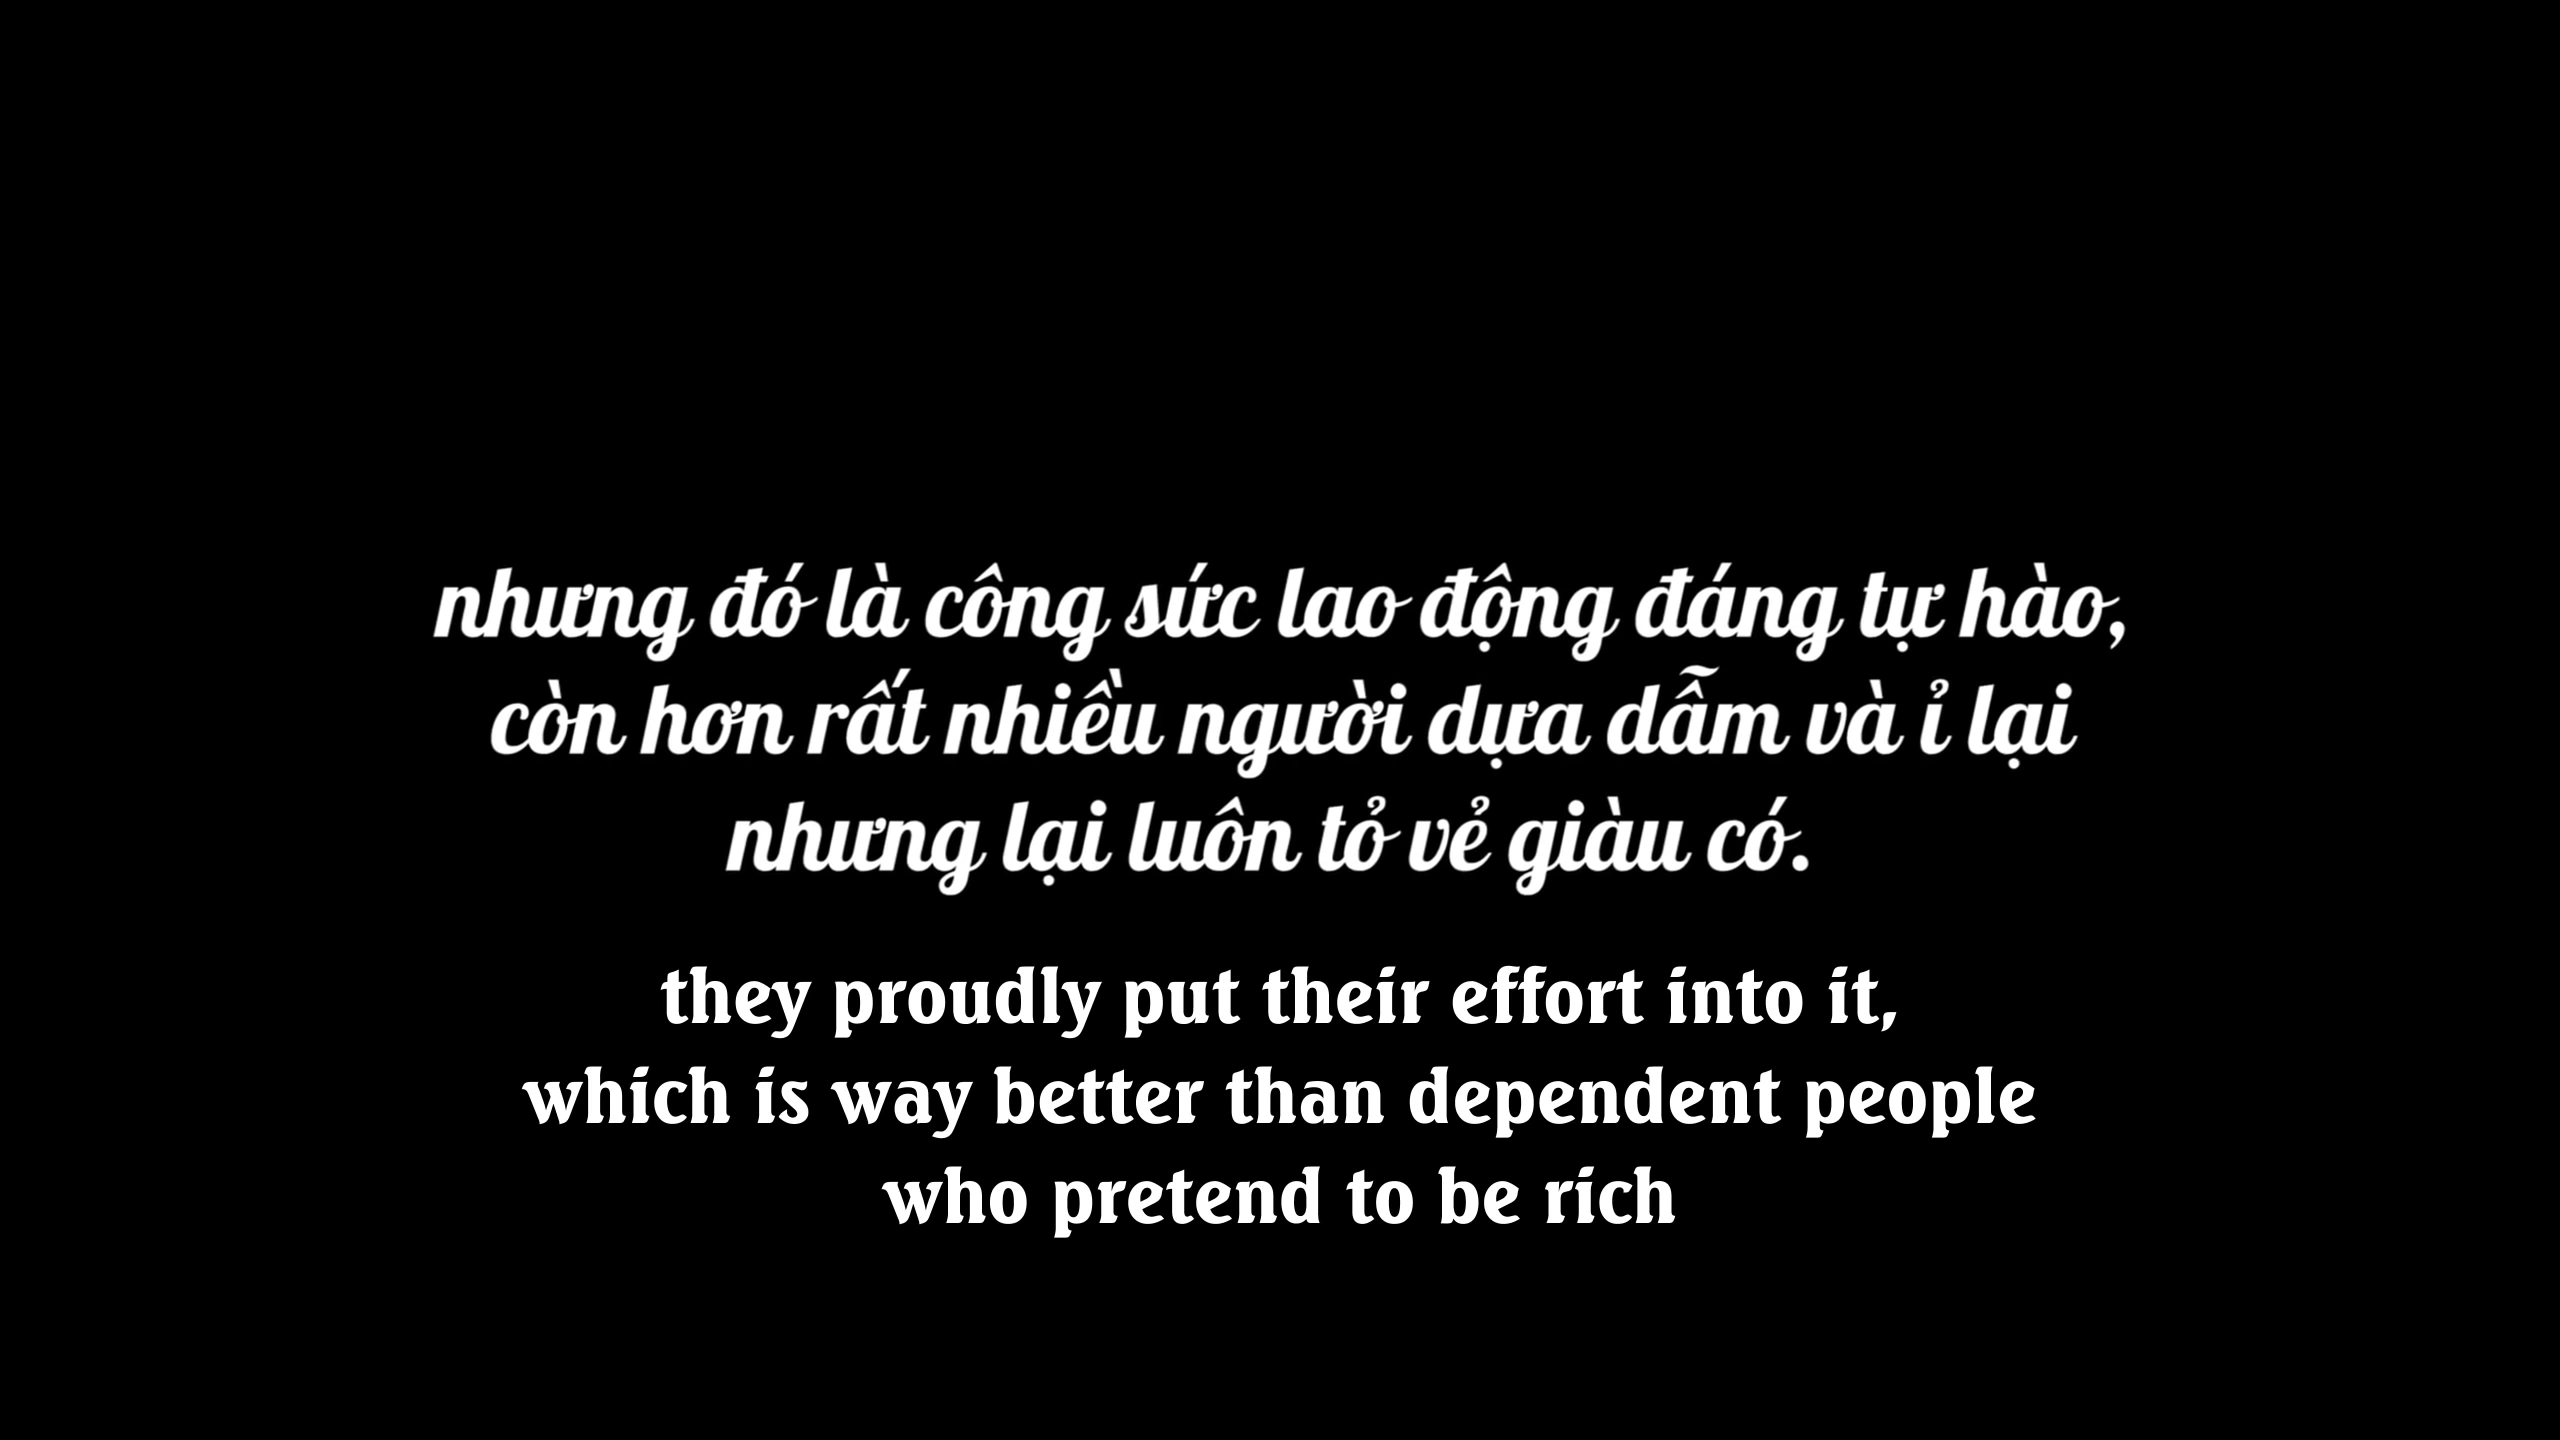 nhưng đó là công sức lao động đáng tự hào,
còn hơn rất nhiều người dựa dẫm và ỉ lại
nhưng lại luôn tỏ vẻ giàu có.
they proudly put their effort into it,
which is way better than dependent people
who pretend to be rich